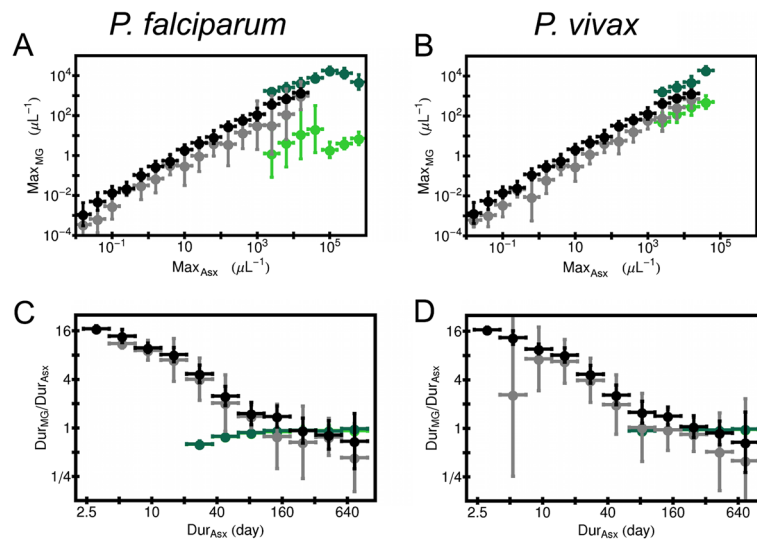 P. falciparum P. vivax
A B
10⁴ 10⁴
10² 10²
1 1
10⁻² 10⁻²
10⁻⁴ 10⁻⁴
Max_MG (μL⁻¹) Max_MG (μL⁻¹)
10⁻¹ 10 10³ 10⁵ 10⁻¹ 10 10³ 10⁵
Max_Asx (μL⁻¹) Max_Asx (μL⁻¹)
C D
16 16
4 4
1 1
1/4 1/4
Dur_MG/Dur_Asx Dur_MG/Dur_Asx
2.5 10 40 160 640 2.5 10 40 160 640
Dur_Asx (day) Dur_Asx (day)